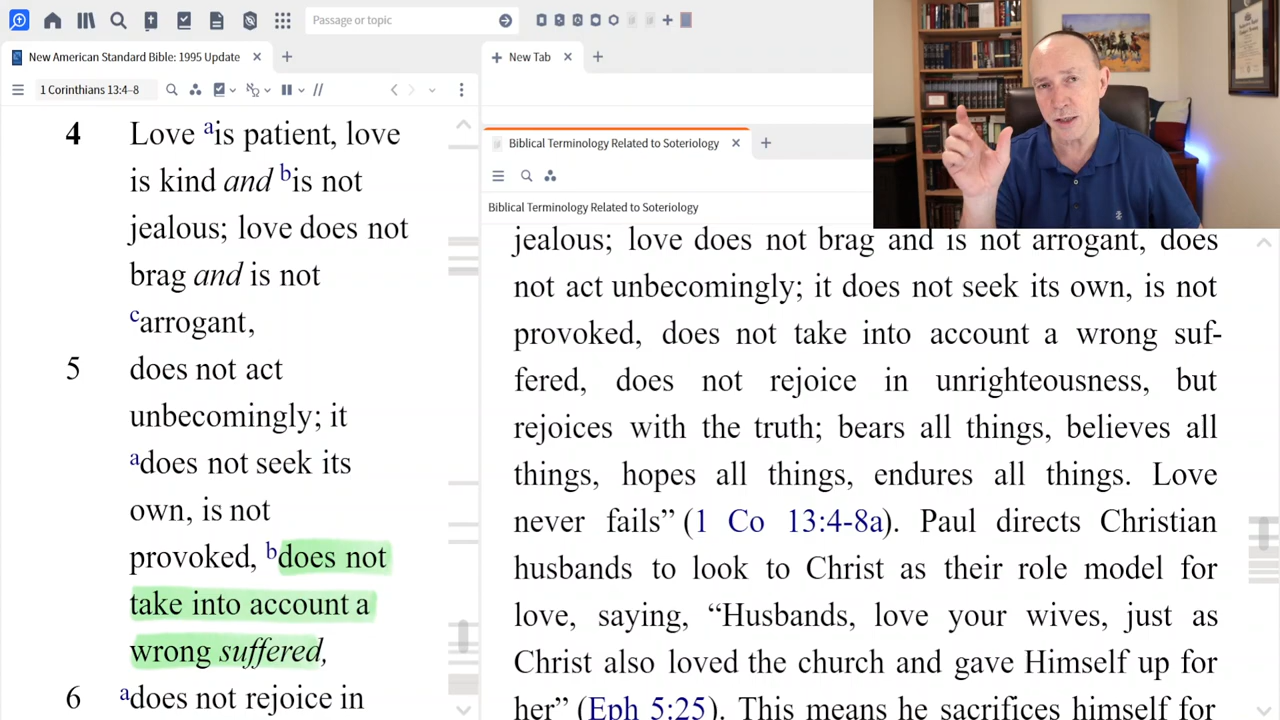 Passage or topic
New American Standard Bible: 1995 Update
New Tab
1 Corinthians 13:4–8
4 Love ais patient, love
is kind and bis not
jealous; love does not
brag and is not
carrogant,
5 does not act
unbecomingly; it
adoes not seek its
own, is not
provoked, bdoes not
take into account a
wrong suffered,
6 adoes not rejoice in
Biblical Terminology Related to Soteriology
Biblical Terminology Related to Soteriology
jealous; love does not brag and is not arrogant, does
not act unbecomingly; it does not seek its own, is not
provoked, does not take into account a wrong suf-
fered, does not rejoice in unrighteousness, but
rejoices with the truth; bears all things, believes all
things, hopes all things, endures all things. Love
never fails” (1 Co 13:4-8a). Paul directs Christian
husbands to look to Christ as their role model for
love, saying, “Husbands, love your wives, just as
Christ also loved the church and gave Himself up for
her” (Eph 5:25). This means he sacrifices himself for